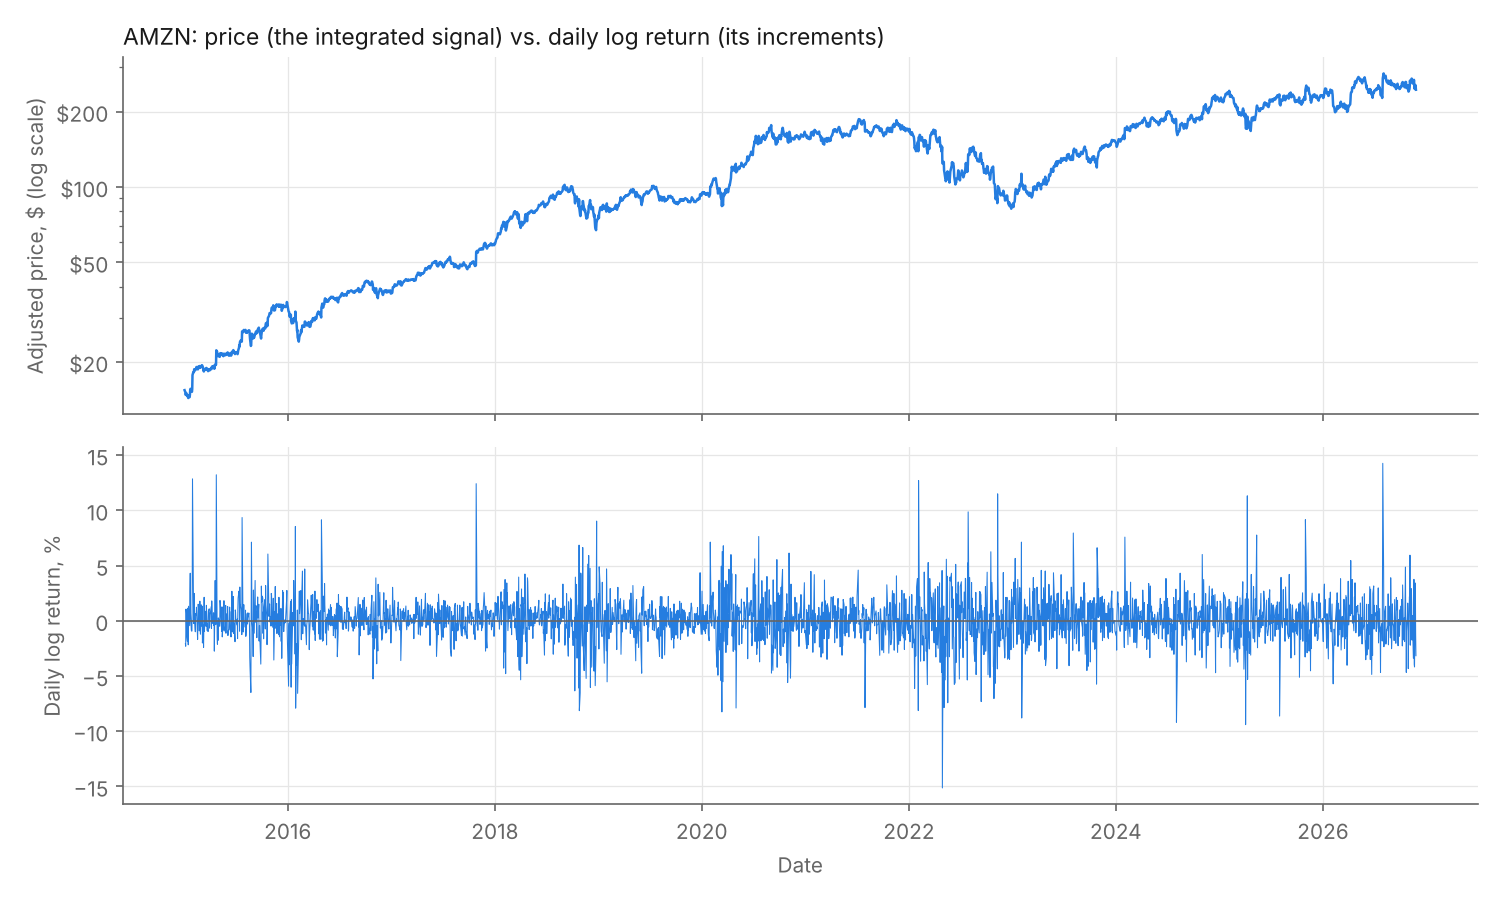 AMZN: price (the integrated signal) vs. daily log return (its increments)
Adjusted price, $ (log scale)
$200
$100
$50
$20
Daily log return, %
15
10
5
0
−5
−10
−15
2016 2018 2020 2022 2024 2026
Date